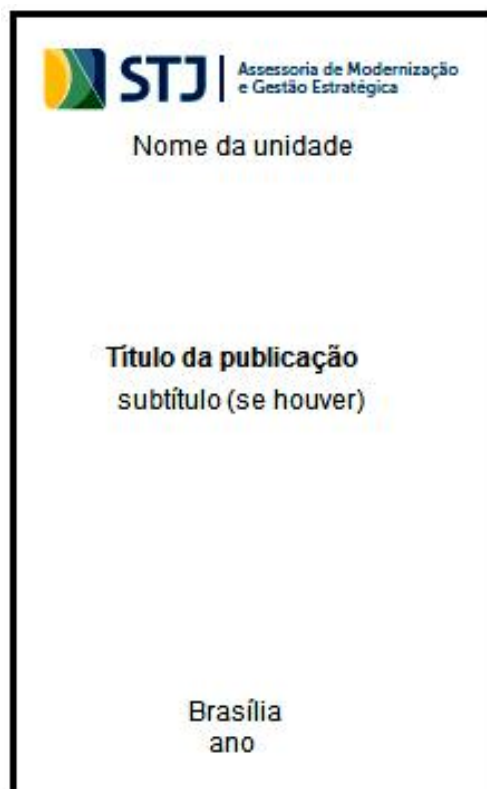 STJ
Assessoria de Modernização
e Gestão Estratégica
Nome da unidade
Título da publicação
subtítulo (se houver)
Brasília
ano